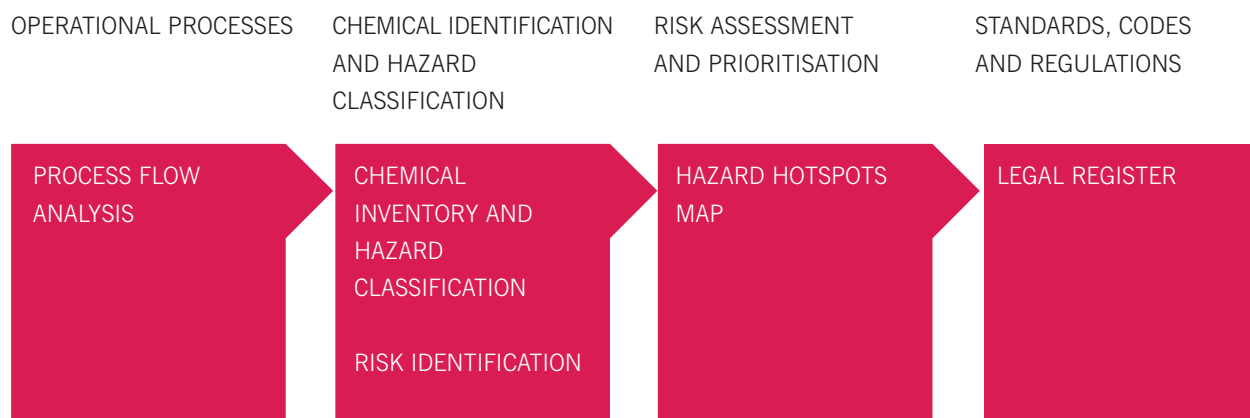 OPERATIONAL PROCESSES
CHEMICAL IDENTIFICATION
AND HAZARD
CLASSIFICATION
RISK ASSESSMENT
AND PRIORITISATION
STANDARDS, CODES
AND REGULATIONS
PROCESS FLOW
ANALYSIS
CHEMICAL
INVENTORY AND
HAZARD
CLASSIFICATION
RISK IDENTIFICATION
HAZARD HOTSPOTS
MAP
LEGAL REGISTER